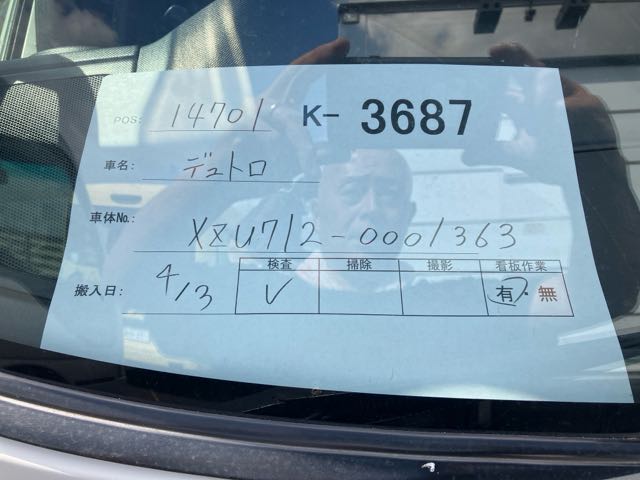 POS: 14701 K- 3687
車名: デュトロ
車体No.: XZU712-0001363
搬入日: 4/3
検査 掃除 撮影 看板作業
✓ 有・無